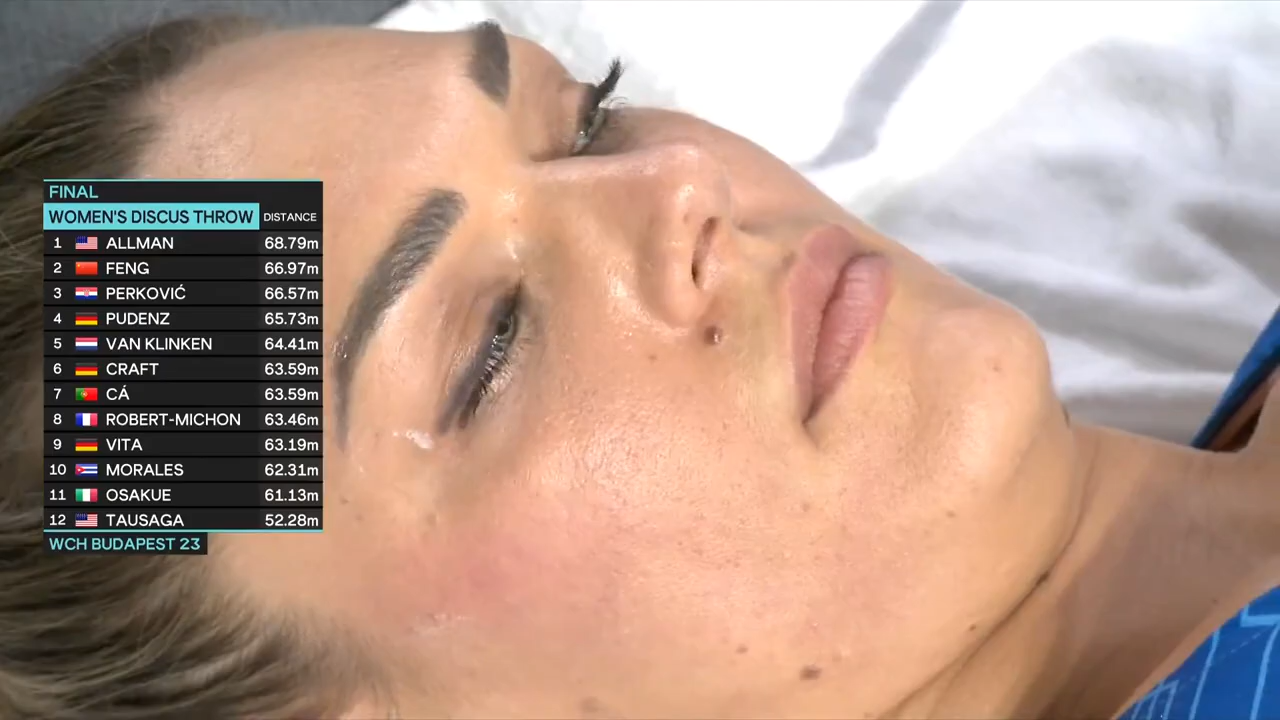 FINAL
WOMEN'S DISCUS THROW DISTANCE
1 ALLMAN 68.79m
2 FENG 66.97m
3 PERKOVIĆ 66.57m
4 PUDENZ 65.73m
5 VAN KLINKEN 64.41m
6 CRAFT 63.59m
7 CÁ 63.59m
8 ROBERT-MICHON 63.46m
9 VITA 63.19m
10 MORALES 62.31m
11 OSAKUE 61.13m
12 TAUSAGA 52.28m
WCH BUDAPEST 23